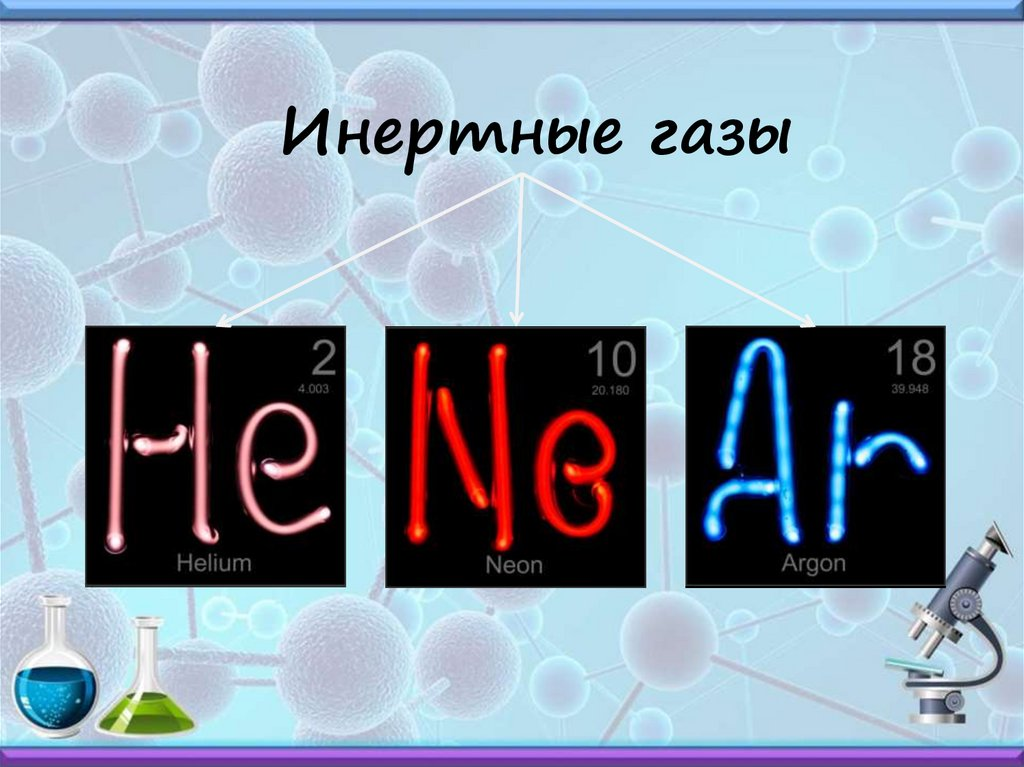 Инертные газы
2
4.003
He
Helium
10
20.180
Ne
Neon
18
39.948
Ar
Argon